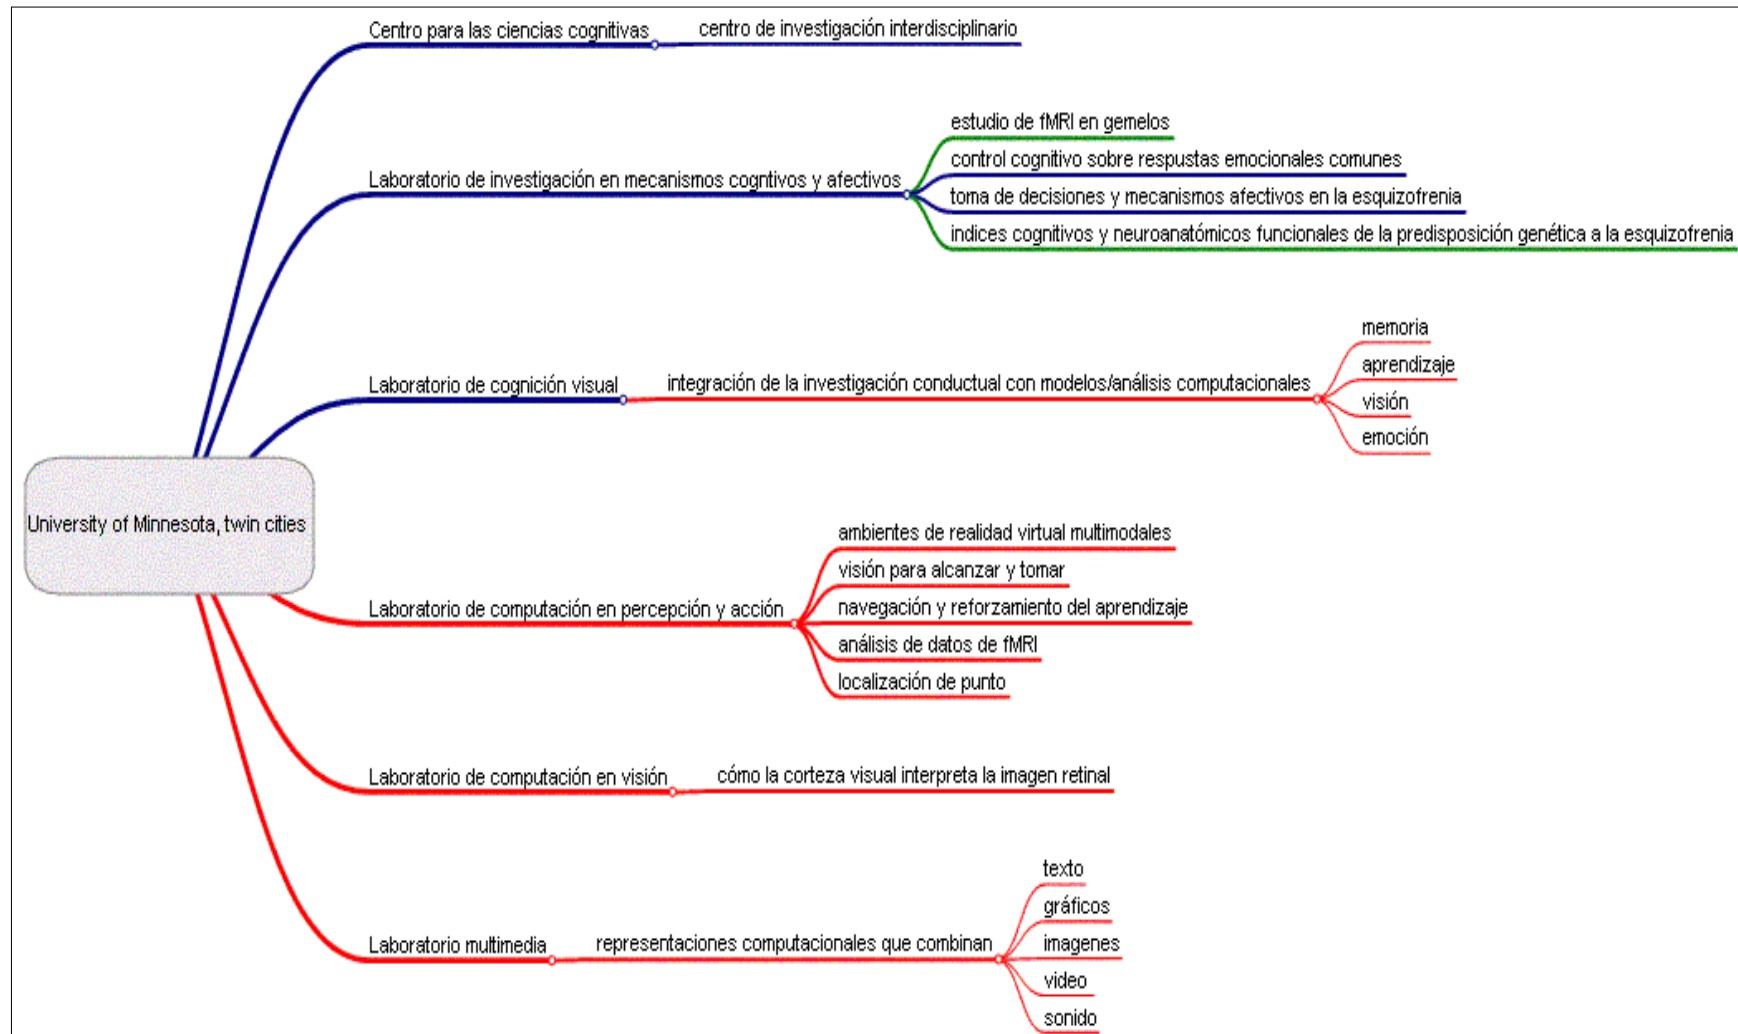 Centro para las ciencias cognitivas
centro de investigación interdisciplinario
estudio de fMRI en gemelos
control cognitivo sobre respustas emocionales comunes
Laboratorio de investigación en mecanismos cogntivos y afectivos
toma de decisiones y mecanismos afectivos en la esquizofrenia
indices cognitivos y neuroanatómicos funcionales de la predisposición genética a la esquizofrenia
memoria
aprendizaje
Laboratorio de cognición visual
integración de la investigación conductual con modelos/análisis computacionales
visión
emoción
University of Minnesota, twin cities
ambientes de realidad virtual multimodales
visión para alcanzar y tomar
Laboratorio de computación en percepción y acción
navegación y reforzamiento del aprendizaje
análisis de datos de fMRI
localización de punto
Laboratorio de computación en visión
cómo la corteza visual interpreta la imagen retinal
texto
gráficos
Laboratorio multimedia
representaciones computacionales que combinan
imagenes
video
sonido